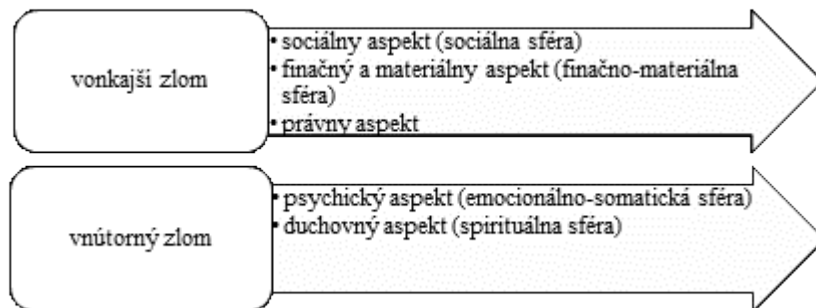 vonkajší zlom
• sociálny aspekt (sociálna sféra)
• finačný a materiálny aspekt (finačno-materiálna
sféra)
• právny aspekt
vnútorný zlom
• psychický aspekt (emocionálno-somatická sféra)
• duchovný aspekt (spirituálna sféra)